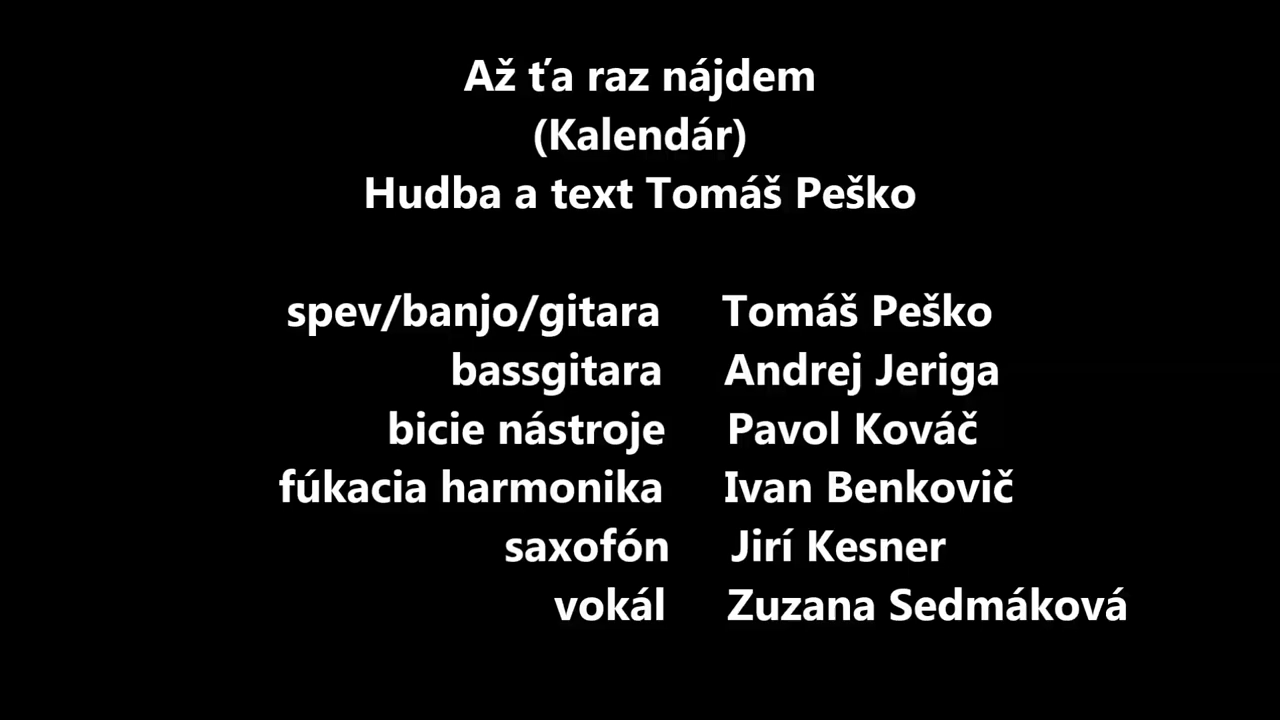 Až ťa raz nájdem
(Kalendár)
Hudba a text Tomáš Peško
spev/banjo/gitara Tomáš Peško
bassgitara Andrej Jeriga
bicie nástroje Pavol Kováč
fúkacia harmonika Ivan Benkovič
saxofón Jirí Kesner
vokál Zuzana Sedmáková